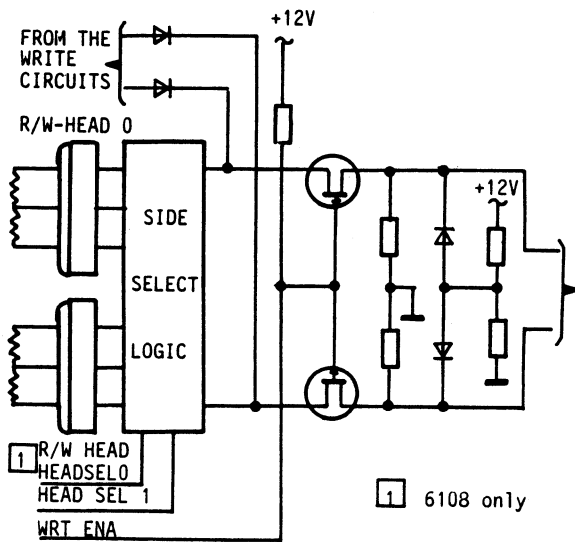 +12V
FROM THE
WRITE
CIRCUITS
R/W-HEAD 0
+12V
SIDE
SELECT
LOGIC
1 R/W HEAD
HEADSEL0
HEAD SEL 1
1 6108 only
WRT ENA